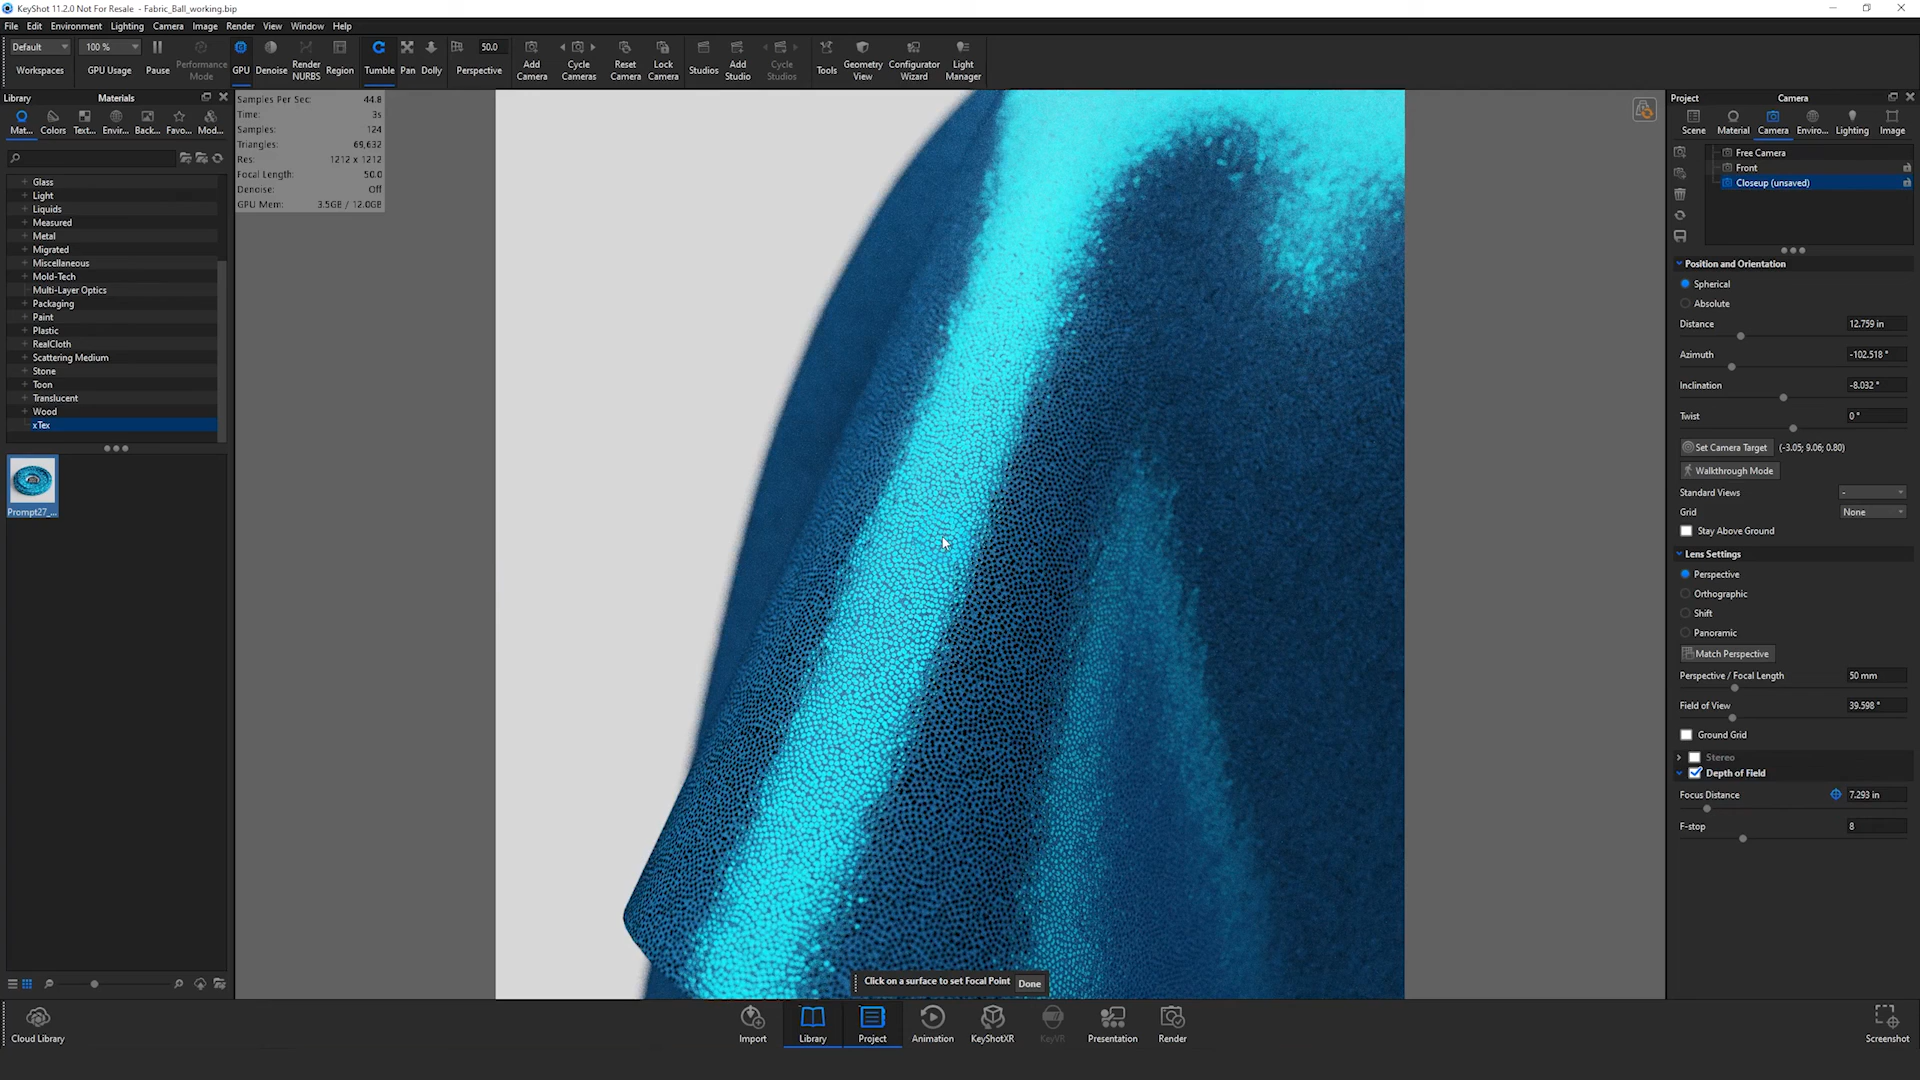 KeyShot 11.2.0 Not For Resale - Fabric_Ball_working.bip
File Edit Environment Lighting Camera Image Render View Window Help
Default 100 % 50.0
Workspaces GPU Usage Pause Performance Mode GPU Denoise Render NURBS Region Tumble Pan Dolly Perspective Add Camera Cycle Cameras Reset Camera Lock Camera Studios Add Studio Cycle Studios Tools Geometry View Configurator Wizard Light Manager
Library Materials
Mat... Colors Text... Envir... Back... Favo... Mod...
Glass
Light
Liquids
Measured
Metal
Migrated
Miscellaneous
Mold-Tech
Multi-Layer Optics
Packaging
Paint
Plastic
RealCloth
Scattering Medium
Stone
Toon
Translucent
Wood
xTex
Prompt27_...
Samples Per Sec: 44.8
Time: 3s
Samples: 124
Triangles: 69,632
Res: 1212 x 1212
Focal Length: 50.0
Denoise: Off
GPU Mem: 3.5GB / 12.0GB
Click on a surface to set Focal Point Done
Project Camera
Scene Material Camera Enviro... Lighting Image
Free Camera
Front
Closeup (unsaved)
Position and Orientation
Spherical
Absolute
Distance 12.759 in
Azimuth -102.518 °
Inclination -8.032 °
Twist 0 °
Set Camera Target (-3.05; 9.06; 0.80)
Walkthrough Mode
Standard Views -
Grid None
Stay Above Ground
Lens Settings
Perspective
Orthographic
Shift
Panoramic
Match Perspective
Perspective / Focal Length 50 mm
Field of View 39.598 °
Ground Grid
Stereo
Depth of Field
Focus Distance 7.293 in
F-stop 8
Cloud Library Import Library Project Animation KeyShotXR KeyVR Presentation Render Screenshot